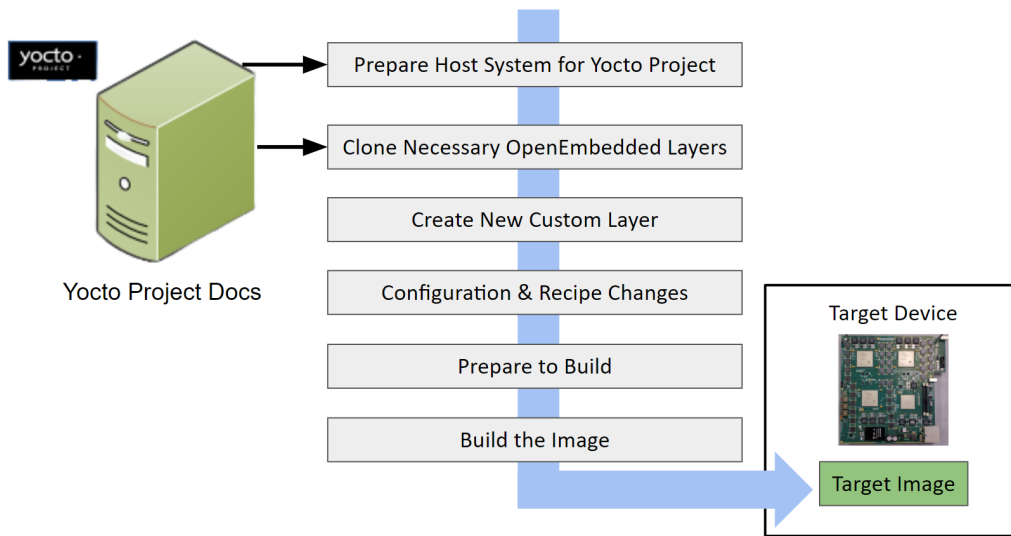 yocto
PROJECT
Prepare Host System for Yocto Project
Clone Necessary OpenEmbedded Layers
Create New Custom Layer
Yocto Project Docs
Configuration & Recipe Changes
Prepare to Build
Build the Image
Target Device
Target Image